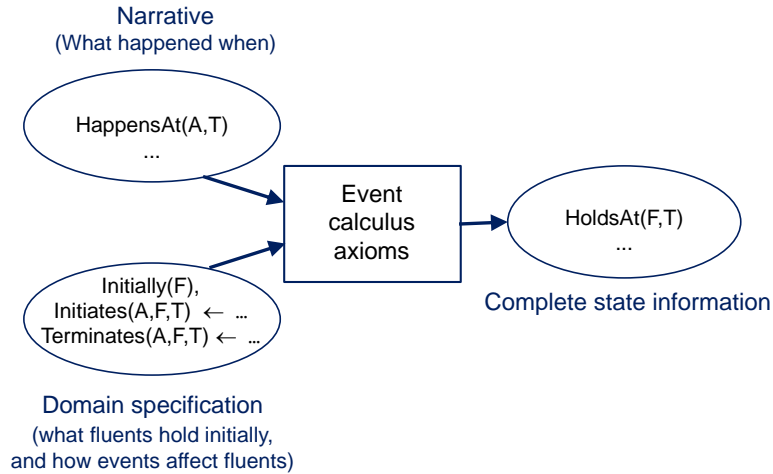 Narrative
(What happened when)
HappensAt(A,T)
...
Event
calculus
axioms
HoldsAt(F,T)
...
Complete state information
Initially(F),
Initiates(A,F,T) ← ...
Terminates(A,F,T) ← ...
Domain specification
(what fluents hold initially,
and how events affect fluents)